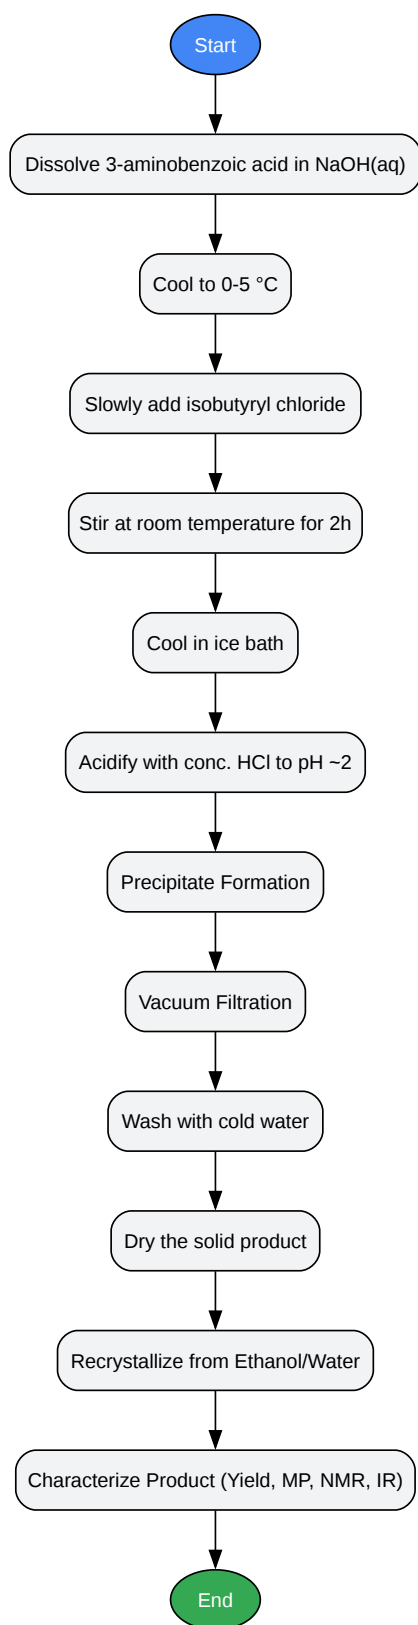 Start
Dissolve 3-aminobenzoic acid in NaOH(aq)
Cool to 0-5 °C
Slowly add isobutyryl chloride
Stir at room temperature for 2h
Cool in ice bath
Acidify with conc. HCl to pH ~2
Precipitate Formation
Vacuum Filtration
Wash with cold water
Dry the solid product
Recrystallize from Ethanol/Water
Characterize Product (Yield, MP, NMR, IR)
End